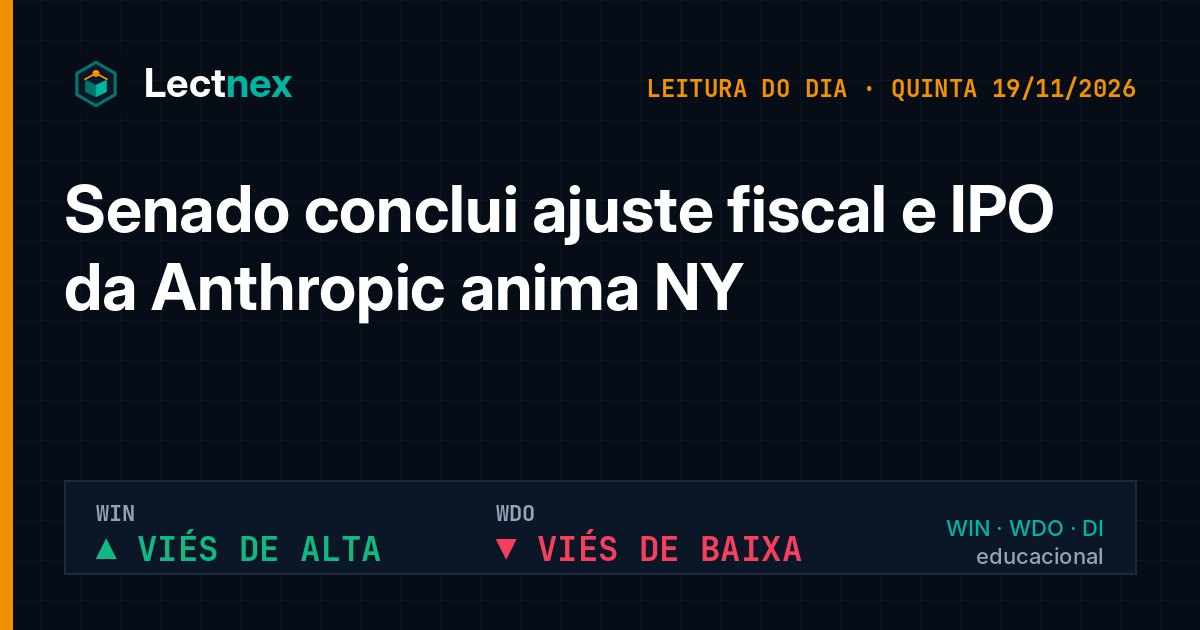 Lectnex
LEITURA DO DIA · QUINTA 19/11/2026
Senado conclui ajuste fiscal e IPO
da Anthropic anima NY
WIN
▲ VIÉS DE ALTA
WDO
▼ VIÉS DE BAIXA
WIN · WDO · DI
educacional